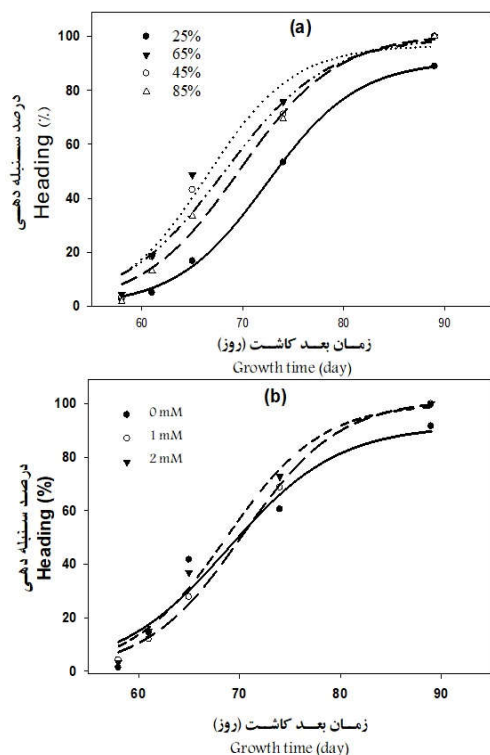 (a)
25%
65%
45%
85%
درصد سنبله دهی
Heading (%)
100
80
60
40
20
0
60
70
80
90
زمان بعد کاشت (روز)
Growth time (day)
(b)
0 mM
1 mM
2 mM
درصد سنبله دهی
Heading (%)
100
80
60
40
20
0
60
70
80
90
زمان بعد کاشت (روز)
Growth time (day)